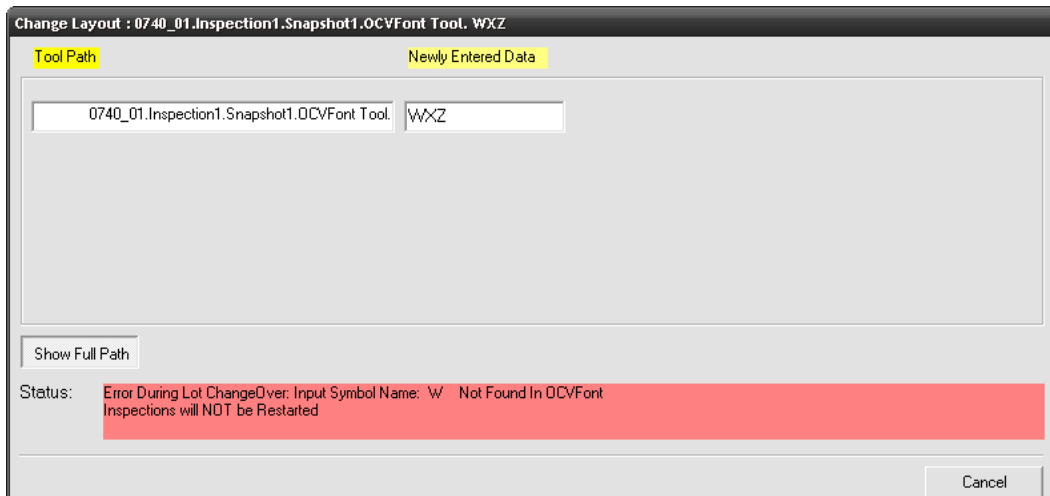 Change Layout : 0740_01.Inspection1.Snapshot1.OCVFont Tool. WXZ
Tool Path Newly Entered Data
0740_01.Inspection1.Snapshot1.OCVFont Tool. WXZ
Show Full Path
Status: Error During Lot ChangeOver: Input Symbol Name: W Not Found In OCVFont
Inspections will NOT be Restarted
Cancel